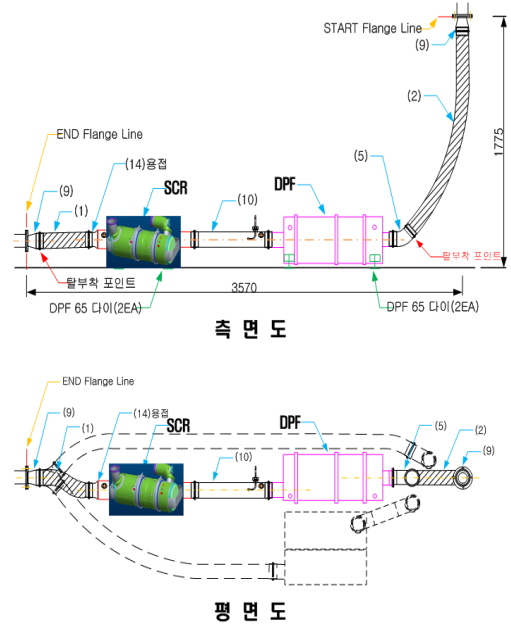 START Flange Line
(9)
(2)
1775
END Flange Line
(5)
(14)용접
SCR
DPF
(9)
(1)
(10)
탈부착 포인트
탈부착 포인트
3570
DPF 65 다이(2EA)
DPF 65 다이(2EA)
측 면 도
END Flange Line
(9)
(1)
(14)용접
SCR
DPF
(5)
(2)
(9)
(10)
평 면 도